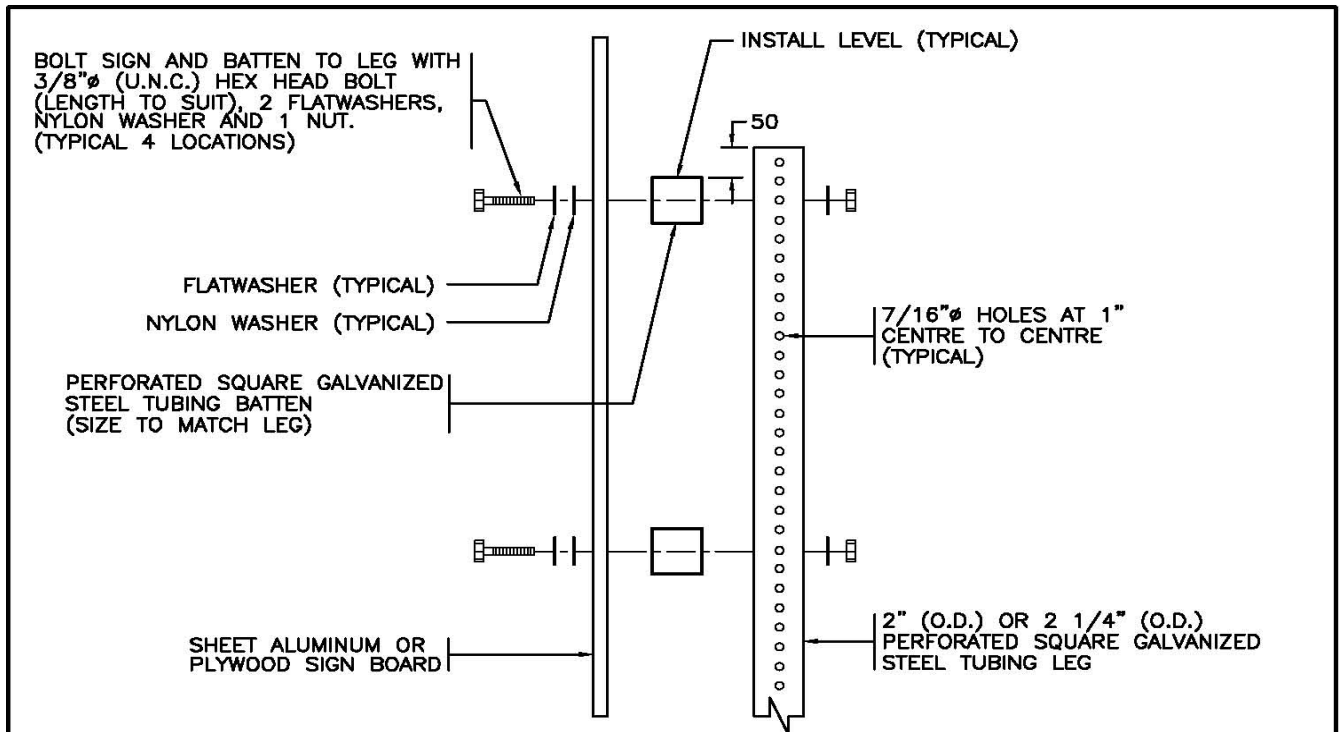 BOLT SIGN AND BATTEN TO LEG WITH
3/8"ø (U.N.C.) HEX HEAD BOLT
(LENGTH TO SUIT), 2 FLATWASHERS,
NYLON WASHER AND 1 NUT.
(TYPICAL 4 LOCATIONS)
INSTALL LEVEL (TYPICAL)
50
FLATWASHER (TYPICAL)
NYLON WASHER (TYPICAL)
7/16"ø HOLES AT 1"
CENTRE TO CENTRE
(TYPICAL)
PERFORATED SQUARE GALVANIZED
STEEL TUBING BATTEN
(SIZE TO MATCH LEG)
SHEET ALUMINUM OR
PLYWOOD SIGN BOARD
2" (O.D.) OR 2 1/4" (O.D.)
PERFORATED SQUARE GALVANIZED
STEEL TUBING LEG